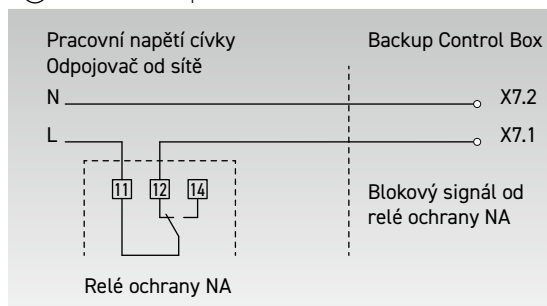 Pracovní napětí cívky
Odpojovač od sítě
Backup Control Box
N
X7.2
L
X7.1
11 12 14
Blokový signál od
relé ochrany NA
Relé ochrany NA